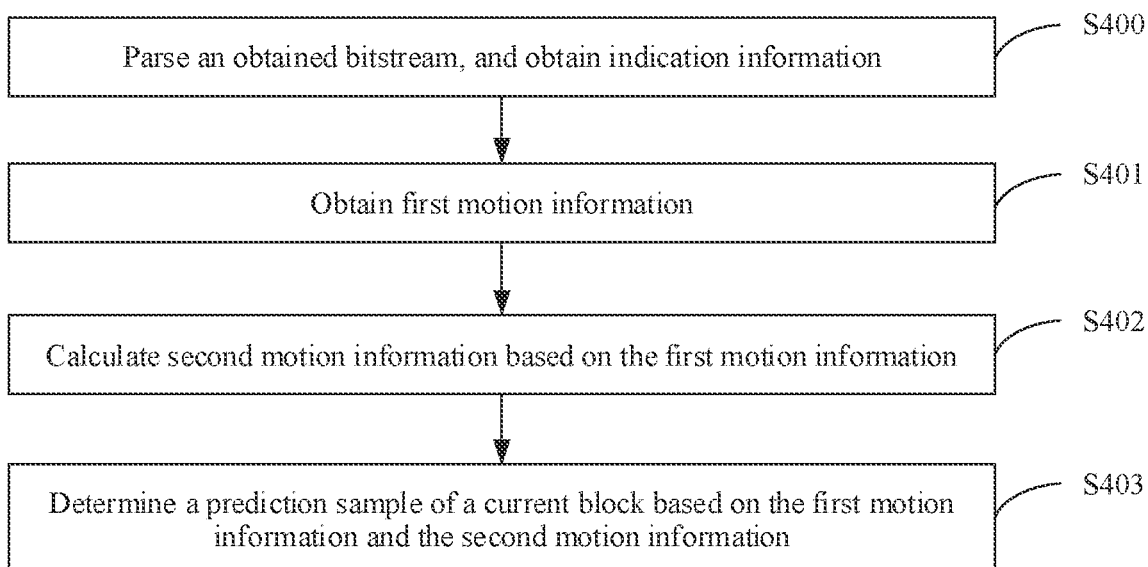 S400
Parse an obtained bitstream, and obtain indication information
S401
Obtain first motion information
S402
Calculate second motion information based on the first motion information
S403
Determine a prediction sample of a current block based on the first motion
information and the second motion information